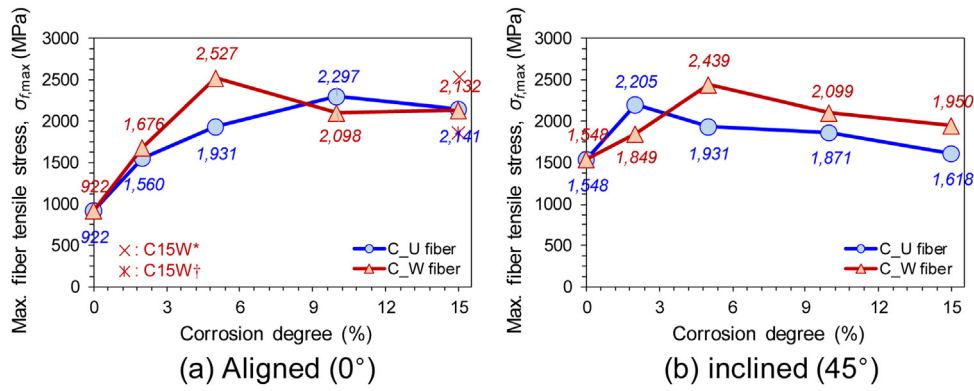 Max. fiber tensile stress, σf,max (MPa)
3000
2500
2000
1500
1000
500
0
2,527
2,297
2,132
1,676
2,141
2,098
1,931
1,560
922
922
× : C15W*
ж : C15W†
C_U fiber
C_W fiber
0 3 6 9 12 15
Corrosion degree (%)
(a) Aligned (0°)
Max. fiber tensile stress, σf,max (MPa)
3000
2500
2000
1500
1000
500
0
2,439
2,205
2,099
1,950
1,548
1,849
1,931
1,871
1,618
1,548
C_U fiber
C_W fiber
0 3 6 9 12 15
Corrosion degree (%)
(b) inclined (45°)